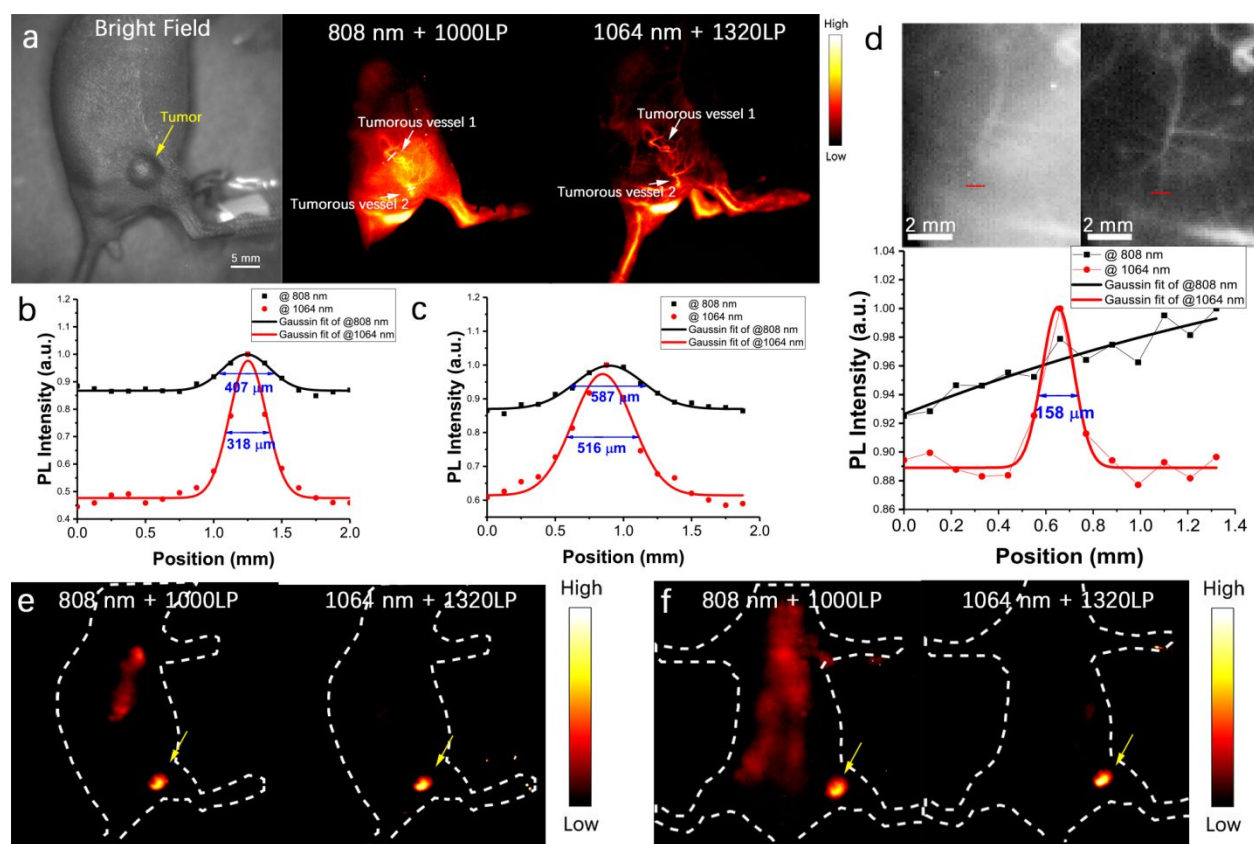 a
Bright Field
Tumor
5 mm
808 nm + 1000LP
Tumorous vessel 1
Tumorous vessel 2
1064 nm + 1320LP
Tumorous vessel 1
Tumorous vessel 2
High
Low
d
2 mm
2 mm
b
1.2
1.1
1.0
0.9
0.8
0.7
0.6
0.5
0.4
PL Intensity (a.u.)
@ 808 nm
@ 1064 nm
Gaussin fit of @808 nm
Gaussin fit of @1064 nm
407 μm
318 μm
0.0 0.5 1.0 1.5 2.0
Position (mm)
c
1.2
1.1
1.0
0.9
0.8
0.7
0.6
PL Intensity (a.u.)
@ 808 nm
@ 1064 nm
Gaussin fit of @808 nm
Gaussin fit of @1064 nm
587 μm
516 μm
0.0 0.5 1.0 1.5 2.0
Position (mm)
1.04
1.02
1.00
0.98
0.96
0.94
0.92
0.90
0.88
0.86
PL Intensity (a.u.)
@ 808 nm
@ 1064 nm
Gaussin fit of @808 nm
Gaussin fit of @1064 nm
158 μm
0.0 0.2 0.4 0.6 0.8 1.0 1.2 1.4
Position (mm)
e
808 nm + 1000LP
1064 nm + 1320LP
High
Low
f
808 nm + 1000LP
1064 nm + 1320LP
High
Low